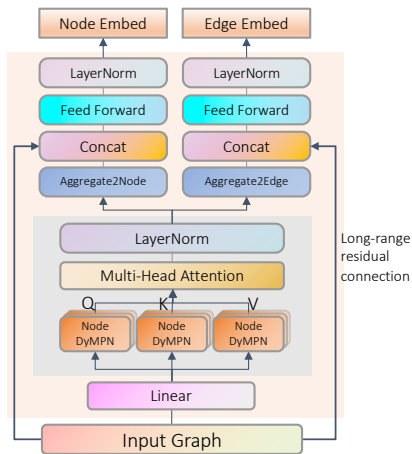 Node Embed
Edge Embed
LayerNorm
LayerNorm
Feed Forward
Feed Forward
Concat
Concat
Aggregate2Node
Aggregate2Edge
LayerNorm
Long-range
residual
connection
Multi-Head Attention
Q
K
V
Node
DyMPN
Node
DyMPN
Node
DyMPN
Linear
Input Graph